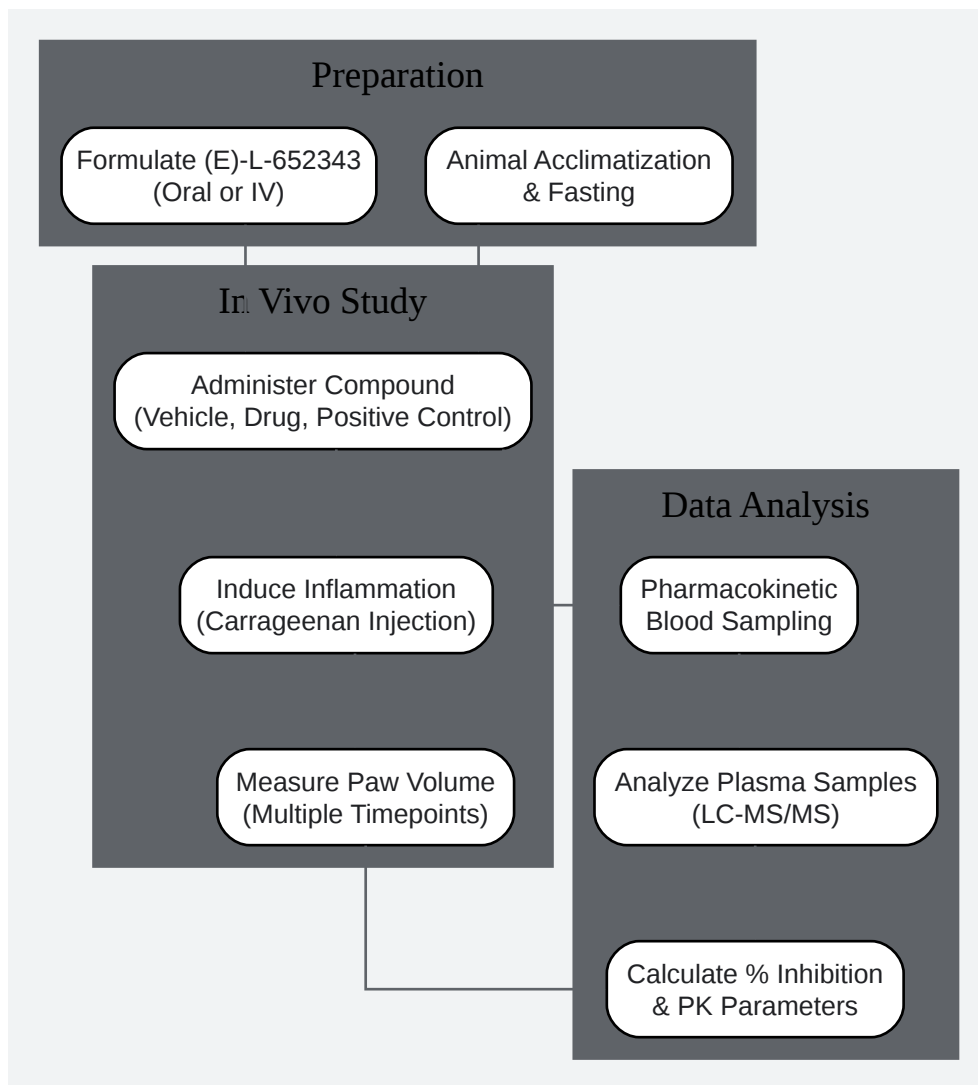 Preparation
Formulate (E)-L-652343
(Oral or IV)
Animal Acclimatization
& Fasting
In Vivo Study
Administer Compound
(Vehicle, Drug, Positive Control)
Induce Inflammation
(Carrageenan Injection)
Measure Paw Volume
(Multiple Timepoints)
Data Analysis
Pharmacokinetic
Blood Sampling
Analyze Plasma Samples
(LC-MS/MS)
Calculate % Inhibition
& PK Parameters